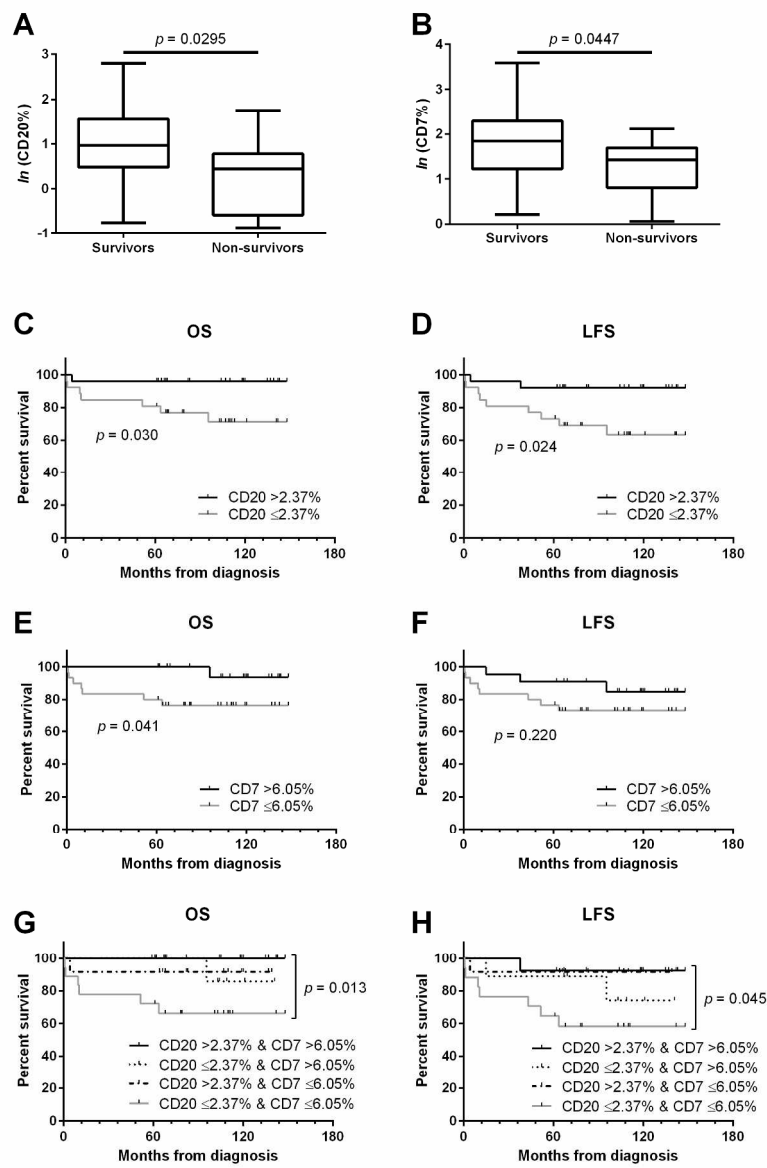 A
p = 0.0295
ln (CD20%)
3
2
1
0
-1
Survivors Non-survivors
B
p = 0.0447
ln (CD7%)
4
3
2
1
0
Survivors Non-survivors
C
OS
Percent survival
100
80
60
40
20
0
p = 0.030
CD20 >2.37%
CD20 ≤2.37%
0 60 120 180
Months from diagnosis
D
LFS
Percent survival
100
80
60
40
20
0
p = 0.024
CD20 >2.37%
CD20 ≤2.37%
0 60 120 180
Months from diagnosis
E
OS
Percent survival
100
80
60
40
20
0
p = 0.041
CD7 >6.05%
CD7 ≤6.05%
0 60 120 180
Months from diagnosis
F
LFS
Percent survival
100
80
60
40
20
0
p = 0.220
CD7 >6.05%
CD7 ≤6.05%
0 60 120 180
Months from diagnosis
G
OS
Percent survival
100
80
60
40
20
0
p = 0.013
CD20 >2.37% & CD7 >6.05%
CD20 ≤2.37% & CD7 >6.05%
CD20 >2.37% & CD7 ≤6.05%
CD20 ≤2.37% & CD7 ≤6.05%
0 60 120 180
Months from diagnosis
H
LFS
Percent survival
100
80
60
40
20
0
p = 0.045
CD20 >2.37% & CD7 >6.05%
CD20 ≤2.37% & CD7 >6.05%
CD20 >2.37% & CD7 ≤6.05%
CD20 ≤2.37% & CD7 ≤6.05%
0 60 120 180
Months from diagnosis